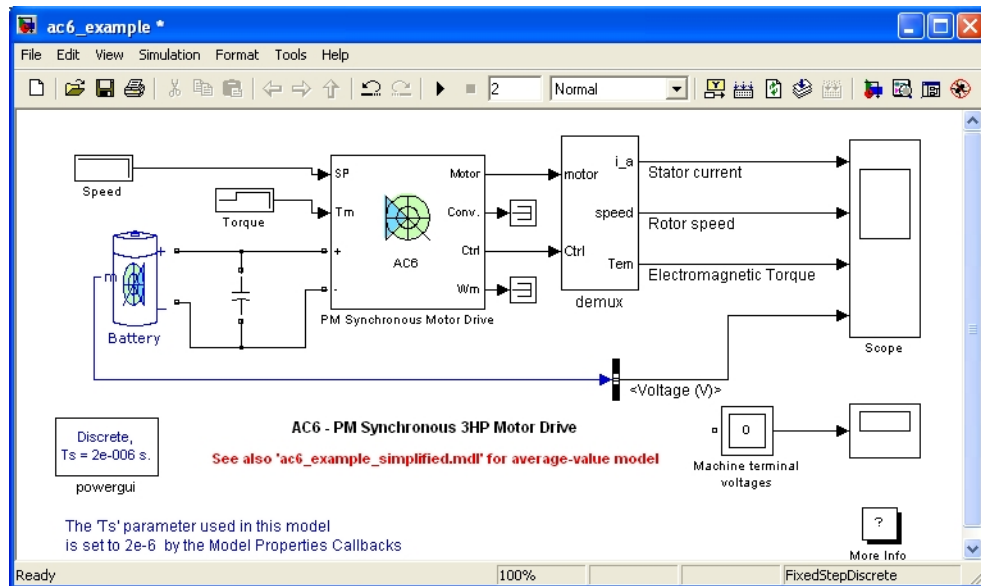 ac6_example *
File Edit View Simulation Format Tools Help
2 Normal
Speed
SP
Motor
motor
i_a
Stator current
Torque
Tm
Conv.
speed
Rotor speed
AC6
+
Ctrl
Ctrl
Tem
Electromagnetic Torque
m
+
-
-
Wm
demux
PM Synchronous Motor Drive
Battery
Scope
<Voltage (V)>
Discrete,
Ts = 2e-006 s.
powergui
AC6 - PM Synchronous 3HP Motor Drive
See also 'ac6_example_simplified.mdl' for average-value model
0
Machine terminal
voltages
The 'Ts' parameter used in this model
is set to 2e-6 by the Model Properties Callbacks
?
More Info
Ready 100% FixedStepDiscrete